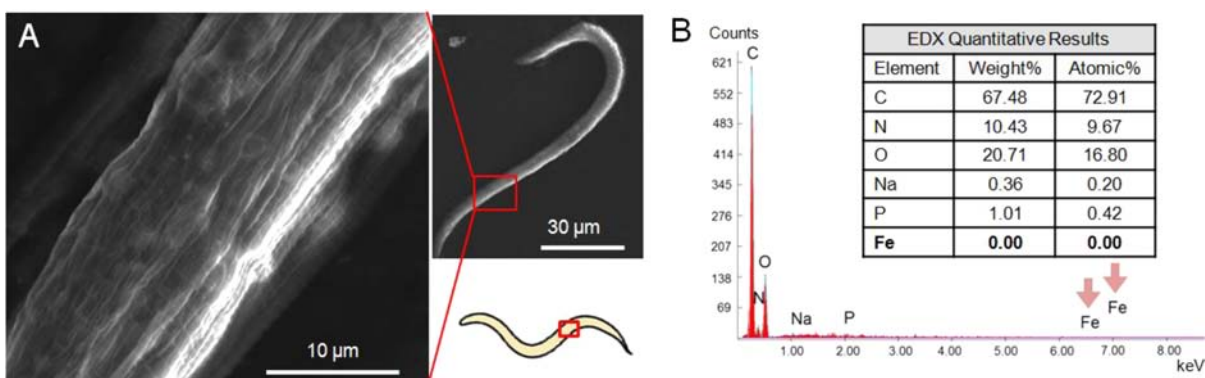 A
10 µm
30 µm
B
Counts
C
621
552
483
414
345
276
207
138
69
O
N
Na
P
Fe
Fe
1.00 2.00 3.00 4.00 5.00 6.00 7.00 8.00
keV
EDX Quantitative Results
Element Weight% Atomic%
C 67.48 72.91
N 10.43 9.67
O 20.71 16.80
Na 0.36 0.20
P 1.01 0.42
Fe 0.00 0.00